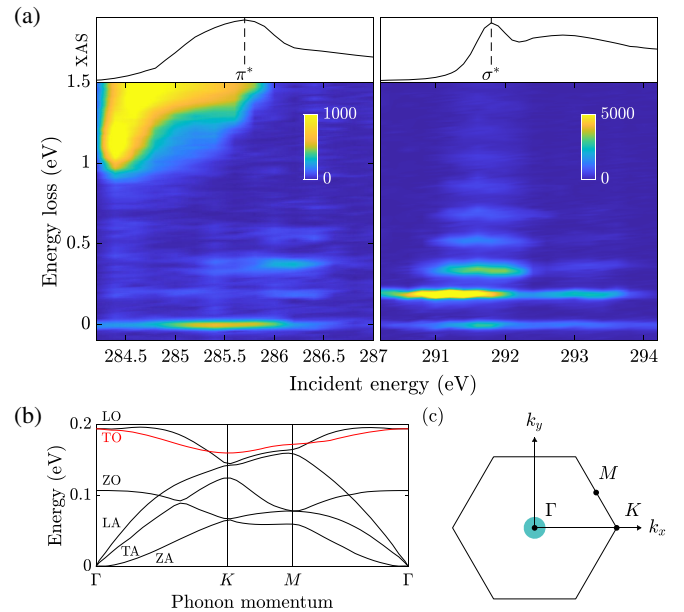 (a)
XAS
π*
σ*
1.5
1
0.5
0
Energy loss (eV)
1000
0
5000
0
284.5 285 285.5 286 286.5 287 291 292 293 294
Incident energy (eV)
(b)
LO
TO
ZO
LA
TA
ZA
0.2
0.1
0
Energy (eV)
Γ K M Γ
Phonon momentum
(c)
k_y
M
Γ
K
k_x